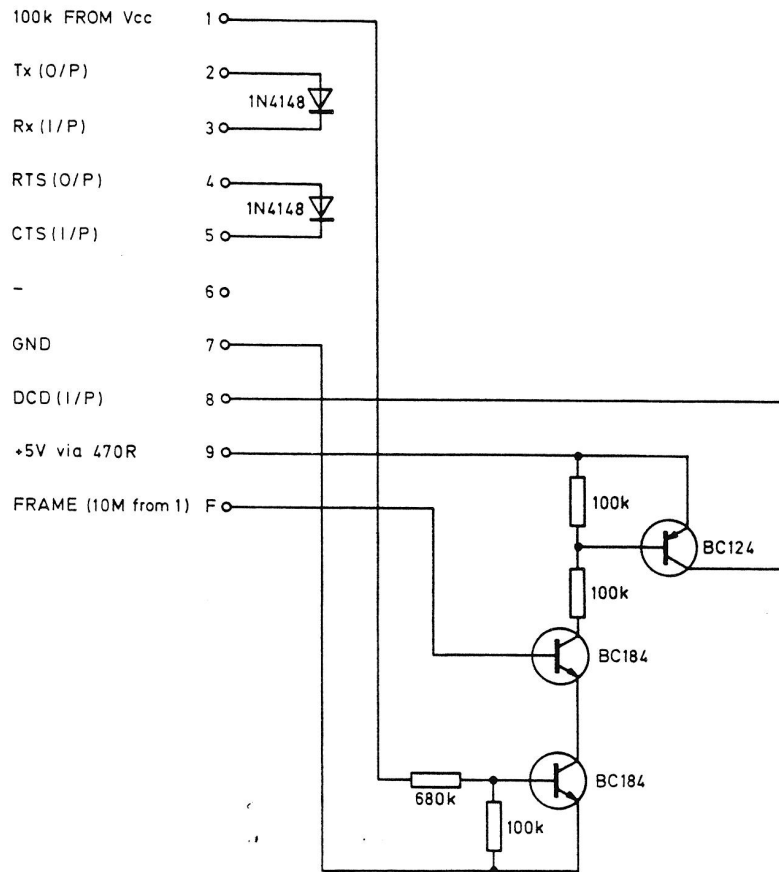 100k FROM Vcc 1
Tx (O/P) 2
1N4148
Rx (I/P) 3
RTS (O/P) 4
1N4148
CTS (I/P) 5
- 6
GND 7
DCD (I/P) 8
+5V via 470R 9
100k
FRAME (10M from 1) F
BC124
100k
BC184
BC184
680k
100k